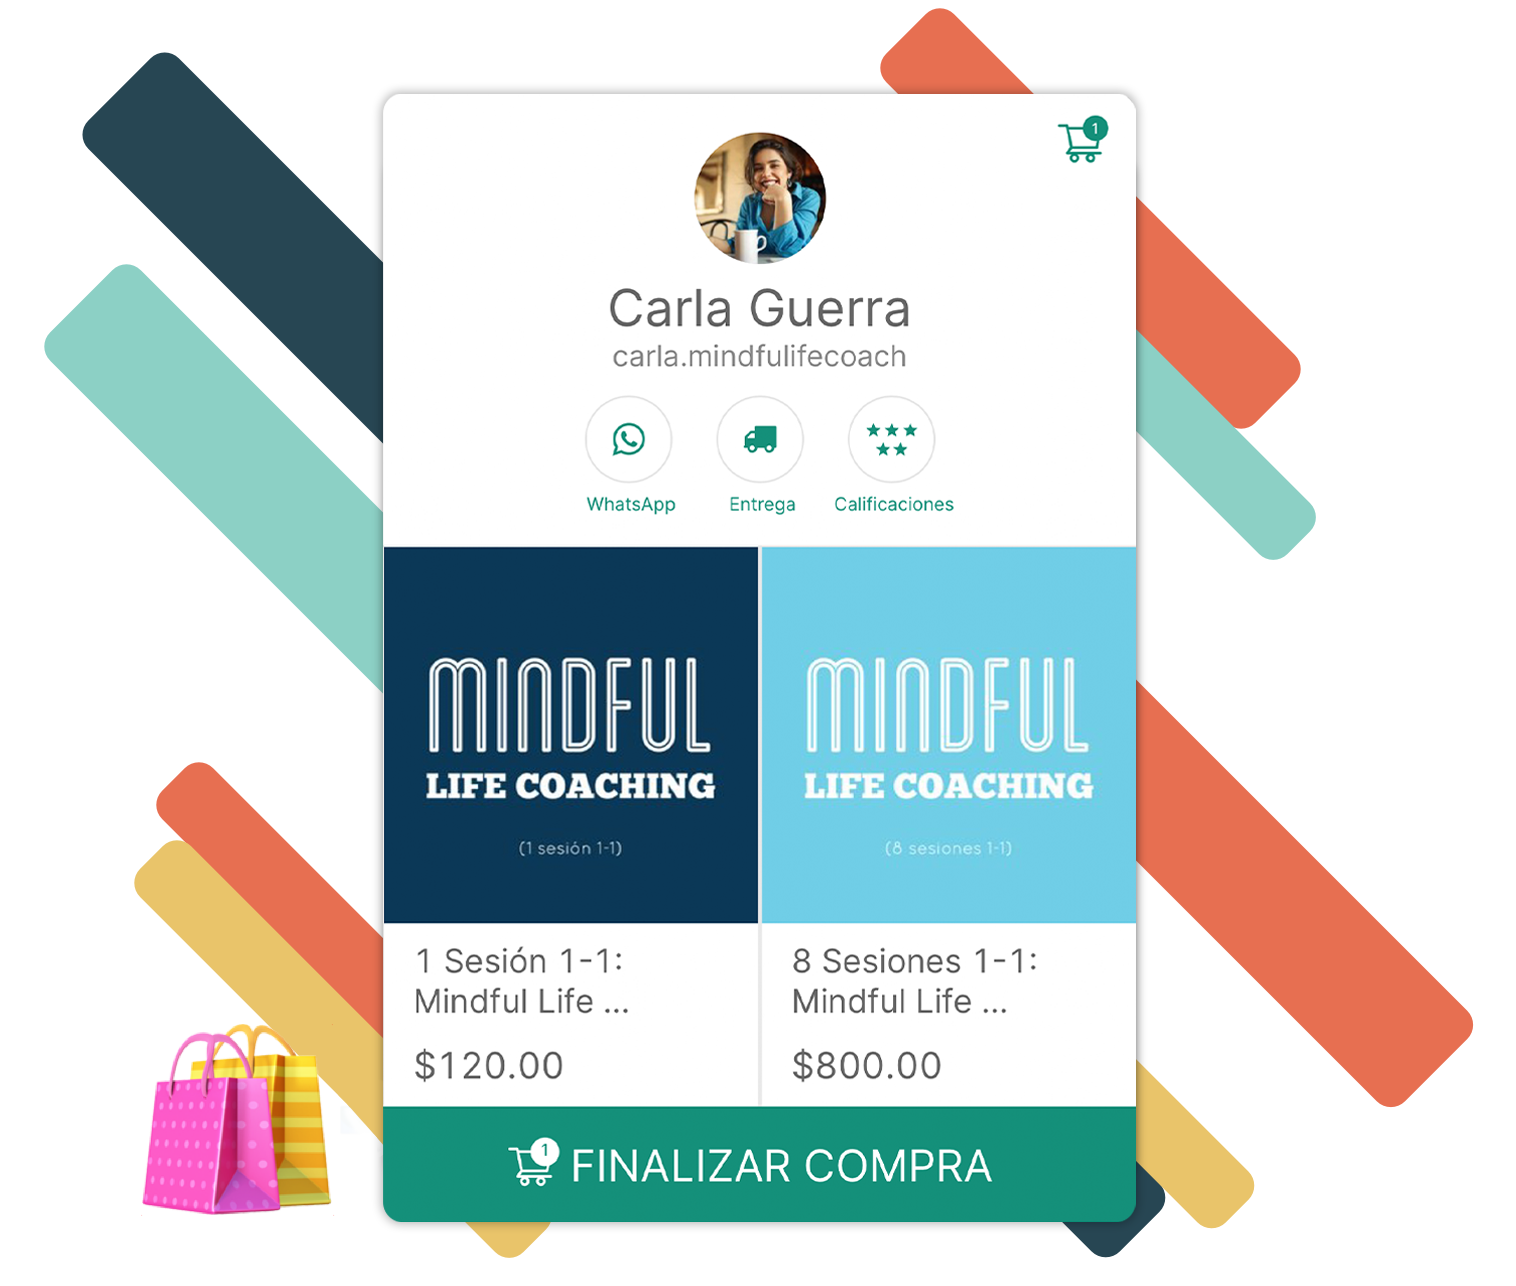 1
Carla Guerra
carla.mindfulifecoach
WhatsApp
Entrega
Calificaciones
MINDFUL
LIFE COACHING
(1 sesión 1-1)
MINDFUL
LIFE COACHING
(8 sesiones 1-1)
1 Sesión 1-1:
Mindful Life ...
$120.00
8 Sesiones 1-1:
Mindful Life ...
$800.00
1
FINALIZAR COMPRA